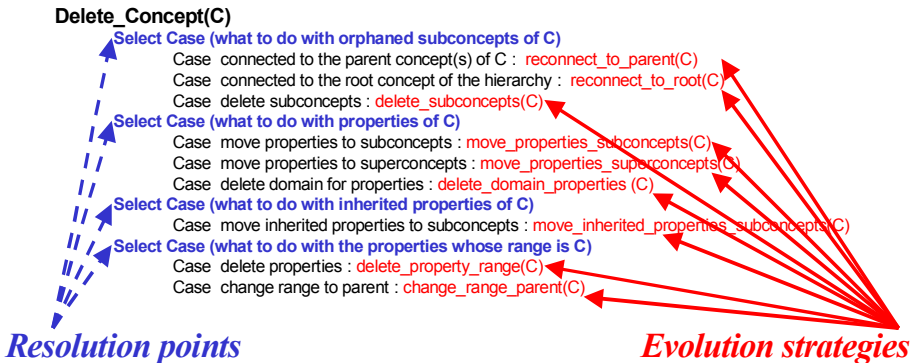 Delete_Concept(C)
Select Case (what to do with orphaned subconcepts of C)
Case connected to the parent concept(s) of C : reconnect_to_parent(C)
Case connected to the root concept of the hierarchy : reconnect_to_root(C)
Case delete subconcepts : delete_subconcepts(C)
Select Case (what to do with properties of C)
Case move properties to subconcepts : move_properties_subconcepts(C)
Case move properties to superconcepts : move_properties_superconcepts(C)
Case delete domain for properties : delete_domain_properties (C)
Select Case (what to do with inherited properties of C)
Case move inherited properties to subconcepts : move_inherited_properties_subconcepts(C)
Select Case (what to do with the properties whose range is C)
Case delete properties : delete_property_range(C)
Case change range to parent : change_range_parent(C)
Resolution points
Evolution strategies